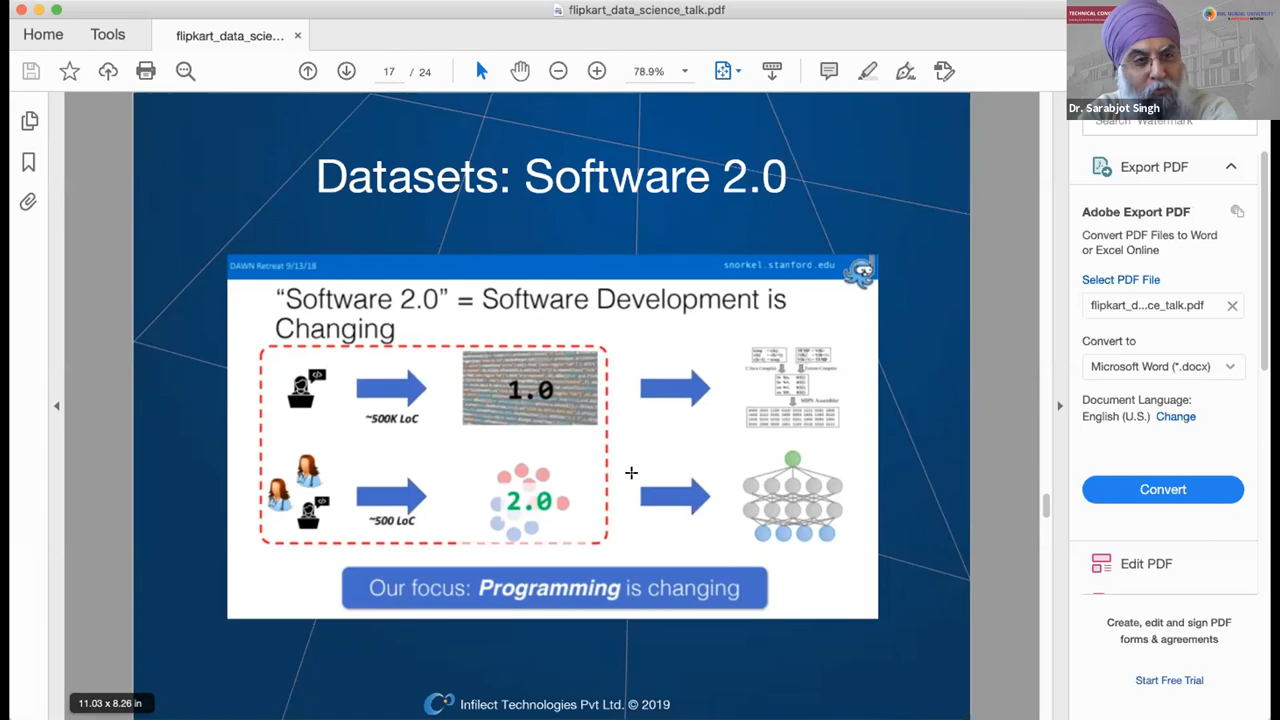 flipkart_data_science_talk.pdf
Home
Tools
flipkart_data_scie...
17 / 24
78.9%
TECHNICAL
Dr. Sarabjot Singh
Search 'Watermark'
Export PDF
Adobe Export PDF
Convert PDF Files to Word
or Excel Online
Select PDF File
flipkart_d...ce_talk.pdf
Convert to
Microsoft Word (*.docx)
Document Language:
English (U.S.) Change
Convert
Edit PDF
Create, edit and sign PDF
forms & agreements
Start Free Trial
Datasets: Software 2.0
DAWN Retreat 9/13/18
snorkel.stanford.edu
“Software 2.0” = Software Development is
Changing
~500K LoC
1.0
MIPS Assembler
~500 LoC
2.0
Our focus: Programming is changing
11.03 x 8.26 in
Infilect Technologies Pvt Ltd. © 2019